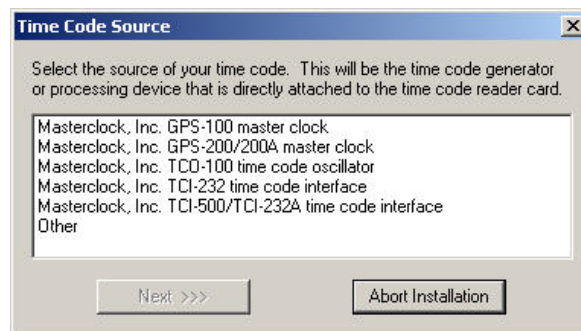 Time Code Source
Select the source of your time code. This will be the time code generator
or processing device that is directly attached to the time code reader card.
Masterclock, Inc. GPS-100 master clock
Masterclock, Inc. GPS-200/200A master clock
Masterclock, Inc. TCO-100 time code oscillator
Masterclock, Inc. TCI-232 time code interface
Masterclock, Inc. TCI-500/TCI-232A time code interface
Other
Next >>>
Abort Installation